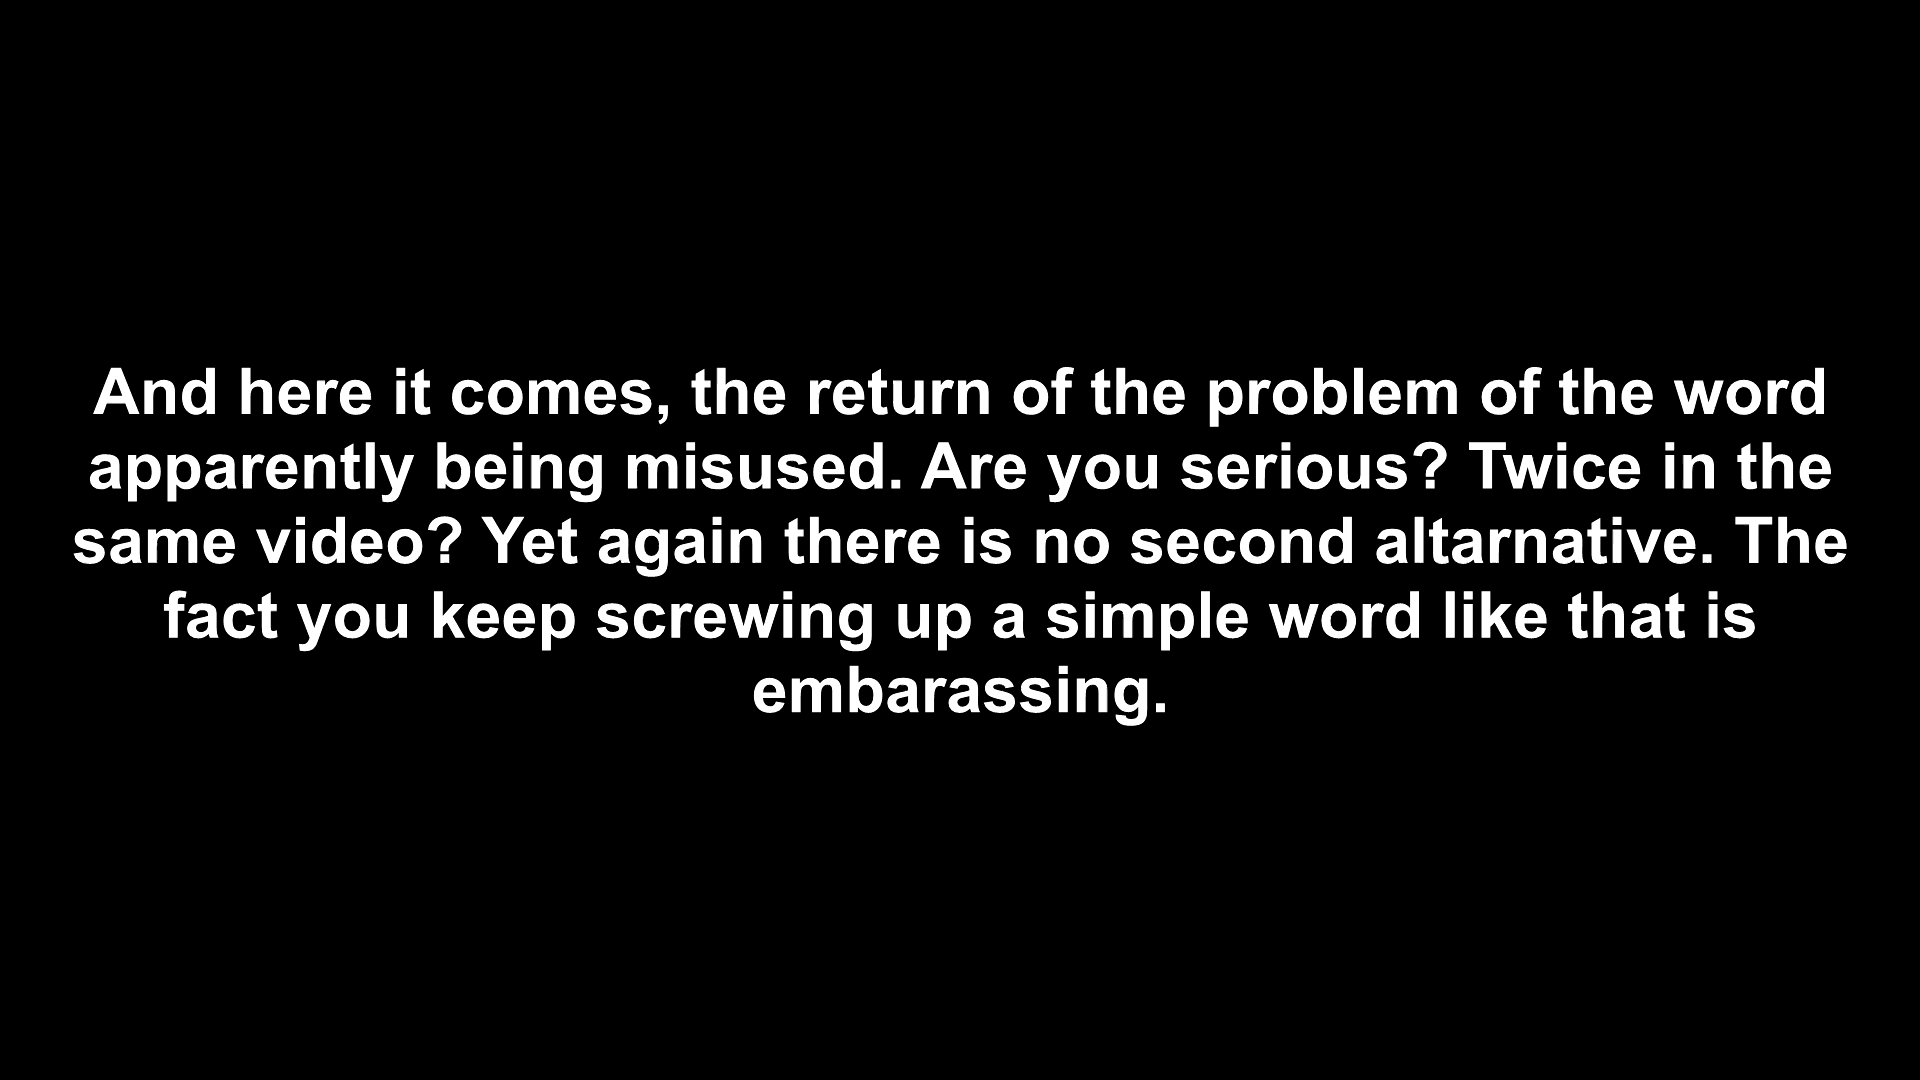 And here it comes, the return of the problem of the word
apparently being misused. Are you serious? Twice in the
same video? Yet again there is no second altarnative. The
fact you keep screwing up a simple word like that is
embarassing.